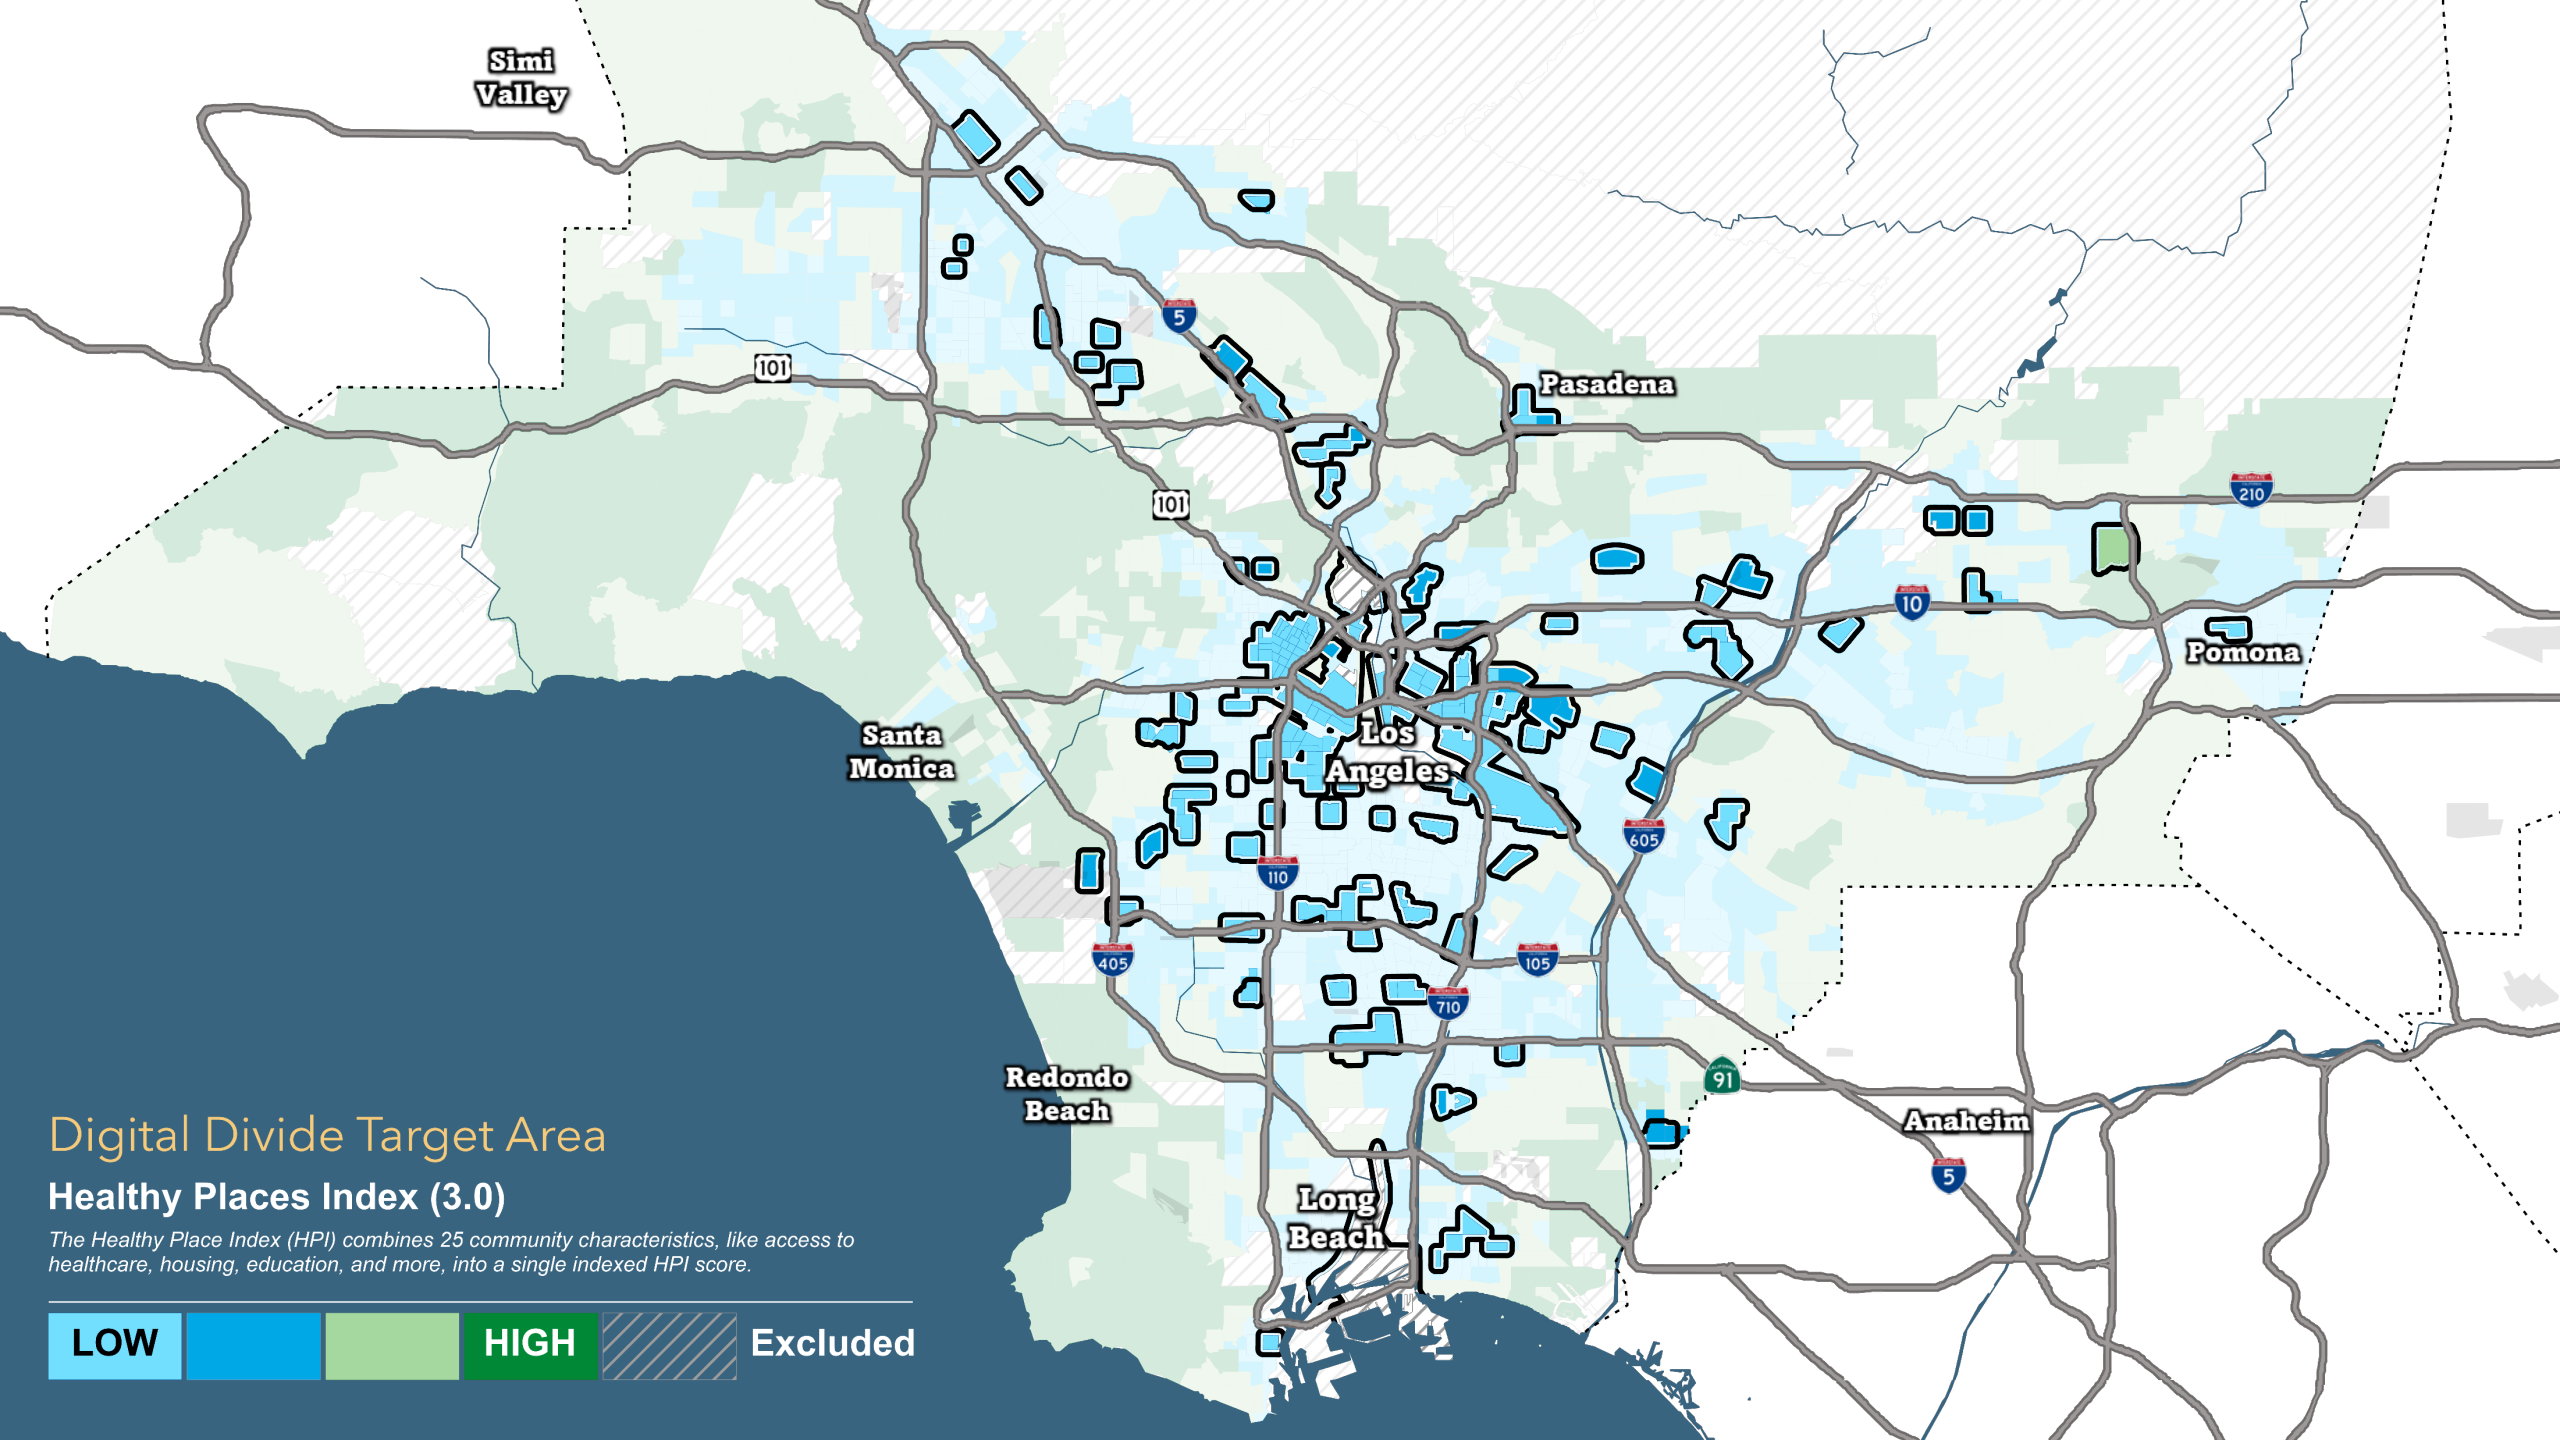 Simi
Valley
5
101
Pasadena
101
210
10
Pomona
Santa
Monica
Los
Angeles
605
110
405
105
710
Redondo
Beach
91
Anaheim
5
Long
Beach
Digital Divide Target Area
Healthy Places Index (3.0)
The Healthy Place Index (HPI) combines 25 community characteristics, like access to
healthcare, housing, education, and more, into a single indexed HPI score.
LOW
HIGH
Excluded